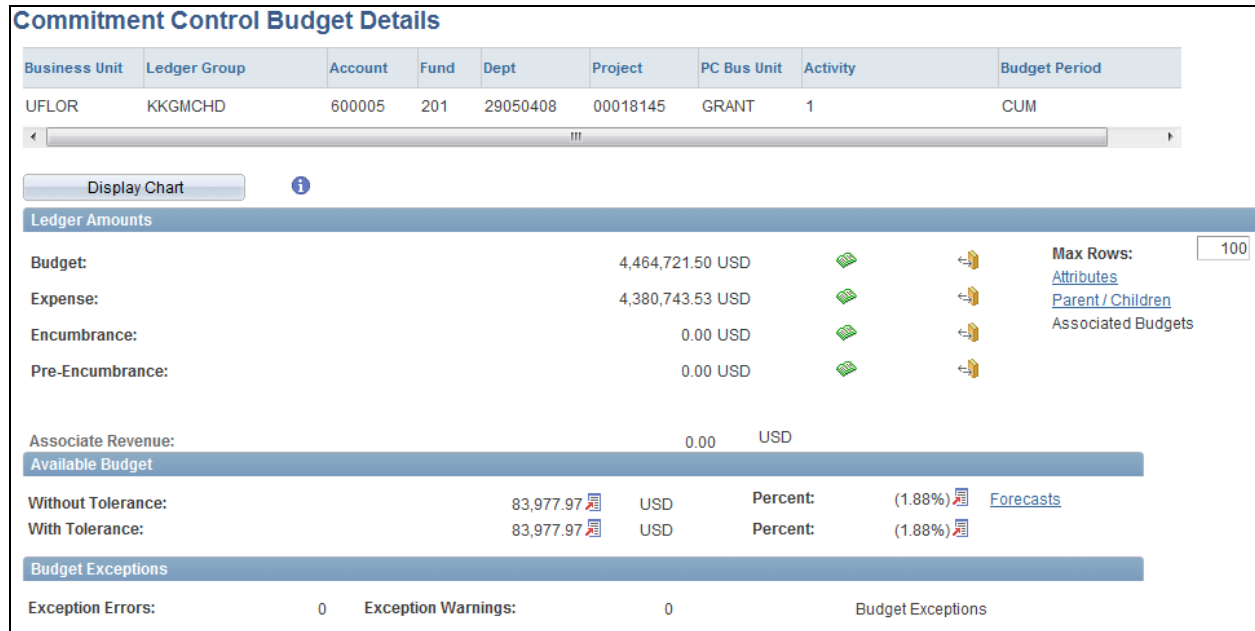 Commitment Control Budget Details
Business Unit Ledger Group Account Fund Dept Project PC Bus Unit Activity Budget Period
UFLOR KKGMCHD 600005 201 29050408 00018145 GRANT 1 CUM
Display Chart
Ledger Amounts
Max Rows: 100
Budget: 4,464,721.50 USD
Attributes
Expense: 4,380,743.53 USD
Parent / Children
Encumbrance: 0.00 USD
Associated Budgets
Pre-Encumbrance: 0.00 USD
Associate Revenue: 0.00 USD
Available Budget
Without Tolerance: 83,977.97 USD Percent: (1.88%) Forecasts
With Tolerance: 83,977.97 USD Percent: (1.88%)
Budget Exceptions
Exception Errors: 0 Exception Warnings: 0 Budget Exceptions